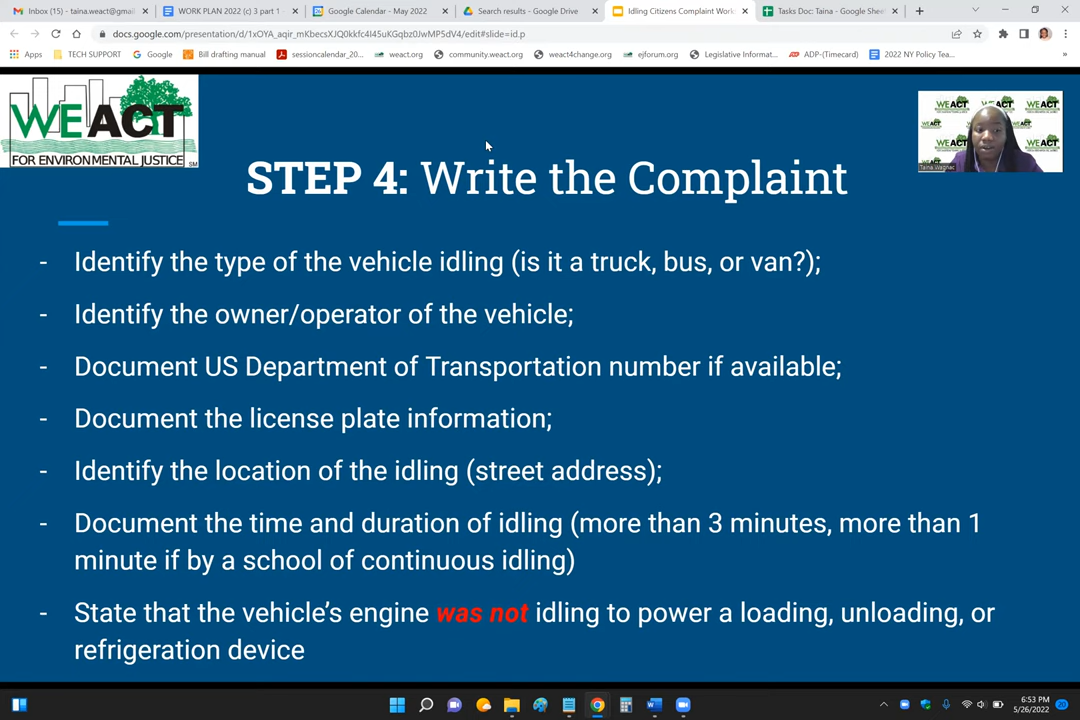 Inbox (15) - taina.weact@gmail
WORK PLAN 2022 (c) 3 part 1 -
Google Calendar - May 2022
Search results - Google Drive
Idling Citizens Complaint Work
Tasks Doc: Taina - Google Shee
docs.google.com/presentation/d/1xOYA_aqir_mKbecsXJQ0kkfc4I45uKGqbz0JwMP5dV4/edit#slide=id.p
Apps
TECH SUPPORT
Google
Bill drafting manual
sessioncalendar_20...
weact.org
community.weact.org
weact4change.org
ejforum.org
Legislative Informat...
ADP-(Timecard)
2022 NY Policy Tea...
WE ACT
FOR ENVIRONMENTAL JUSTICE
SM
Taina Wagnac
STEP 4: Write the Complaint
- Identify the type of the vehicle idling (is it a truck, bus, or van?);
- Identify the owner/operator of the vehicle;
- Document US Department of Transportation number if available;
- Document the license plate information;
- Identify the location of the idling (street address);
- Document the time and duration of idling (more than 3 minutes, more than 1
minute if by a school of continuous idling)
- State that the vehicle's engine was not idling to power a loading, unloading, or
refrigeration device
6:53 PM
5/26/2022
20